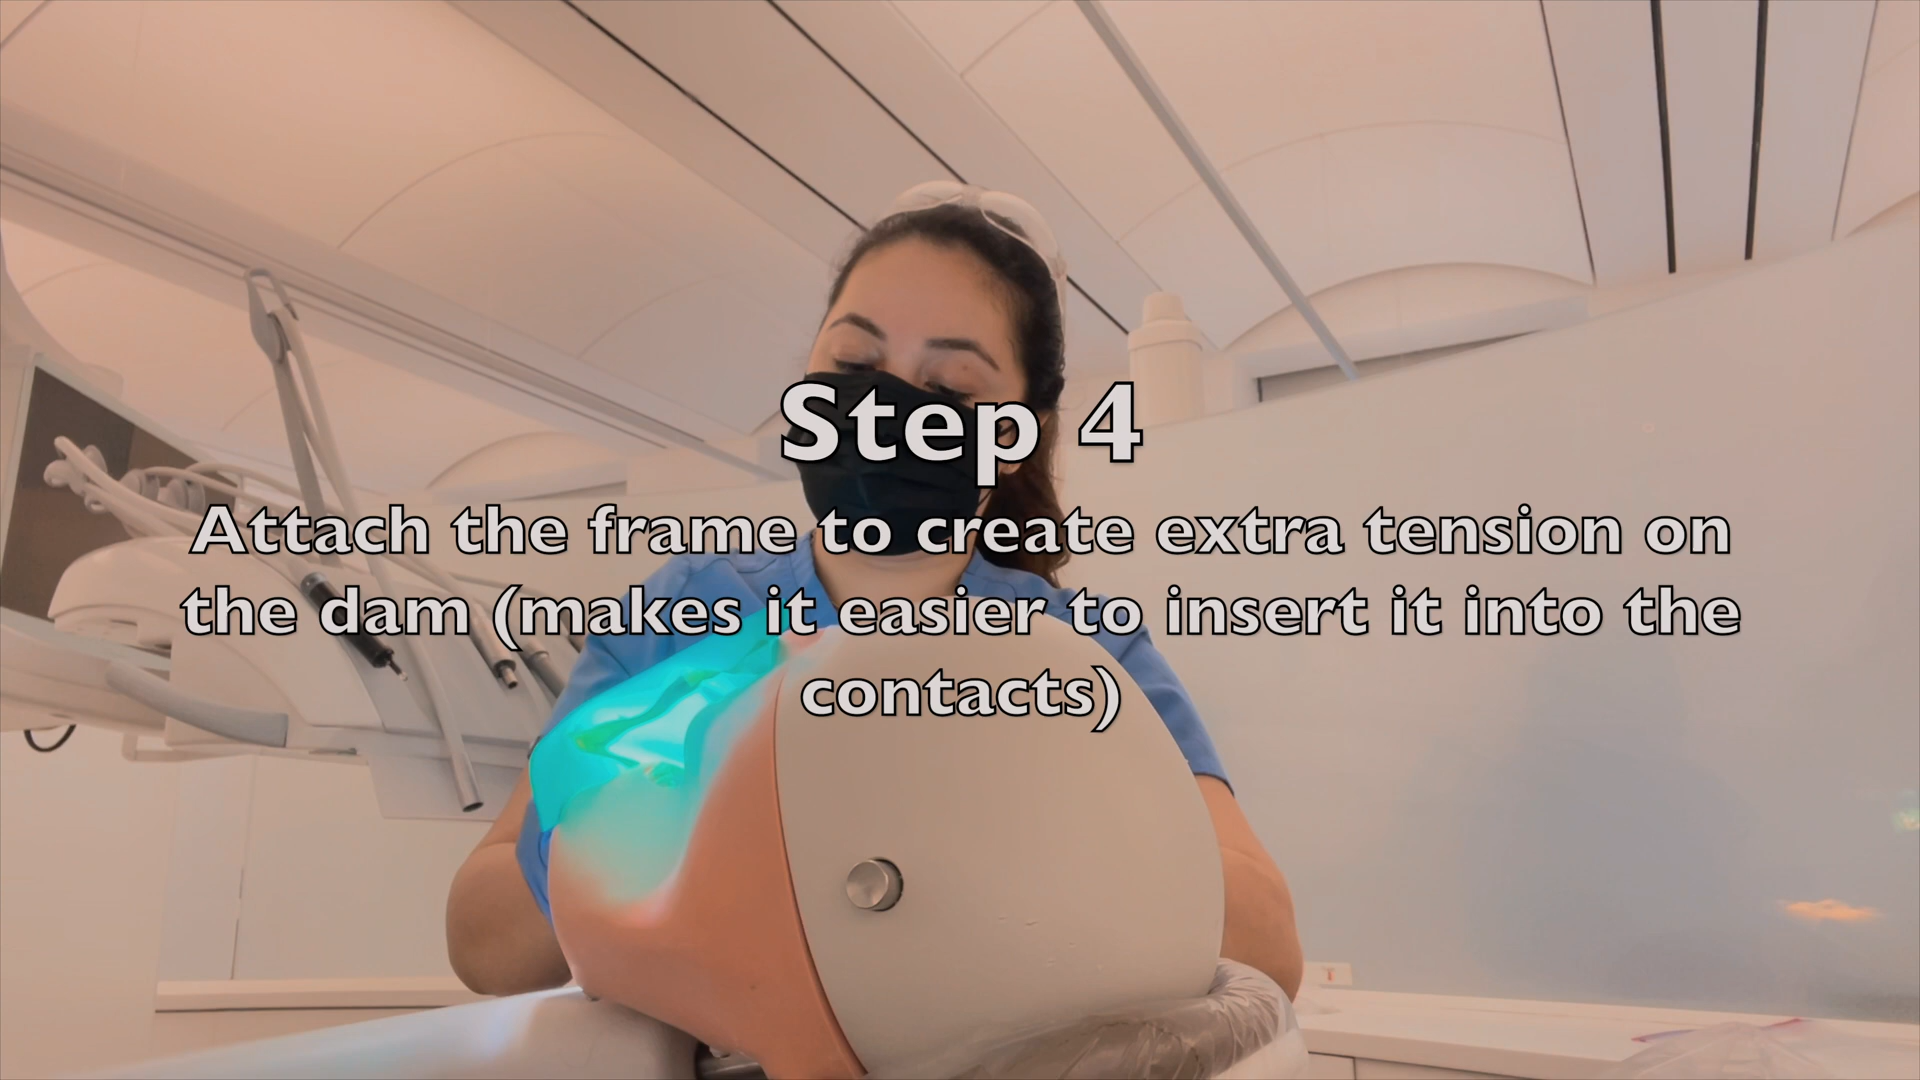 Step 4
Attach the frame to create extra tension on
the dam (makes it easier to insert it into the
contacts)